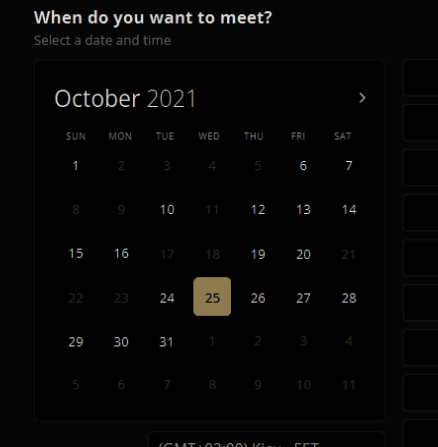 When do you want to meet?
Select a date and time
October 2021 >
SUN MON TUE WED THU FRI SAT
1 2 3 4 5 6 7
8 9 10 11 12 13 14
15 16 17 18 19 20 21
22 23 24 25 26 27 28
29 30 31 1 2 3 4
5 6 7 8 9 10 11
(GMT+02:00) Kiev - EET